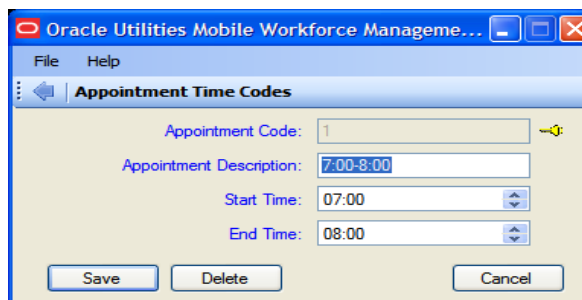 Oracle Utilities Mobile Workforce Manageme...
File Help
Appointment Time Codes
Appointment Code: 1
Appointment Description: 7:00-8:00
Start Time: 07:00
End Time: 08:00
Save Delete Cancel